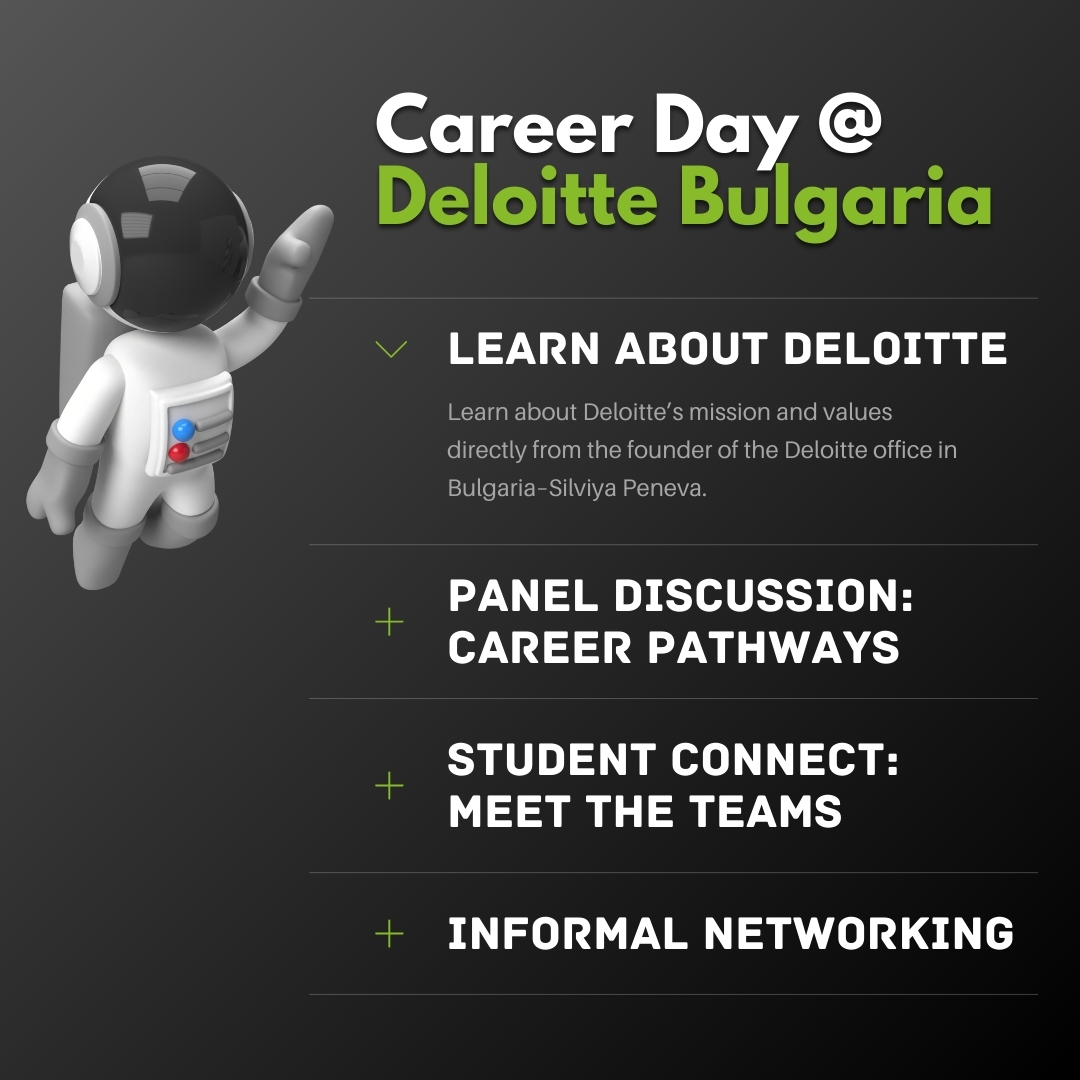 Career Day @
Deloitte Bulgaria
LEARN ABOUT DELOITTE
Learn about Deloitte’s mission and values
directly from the founder of the Deloitte office in
Bulgaria–Silviya Peneva.
PANEL DISCUSSION:
CAREER PATHWAYS
STUDENT CONNECT:
MEET THE TEAMS
INFORMAL NETWORKING